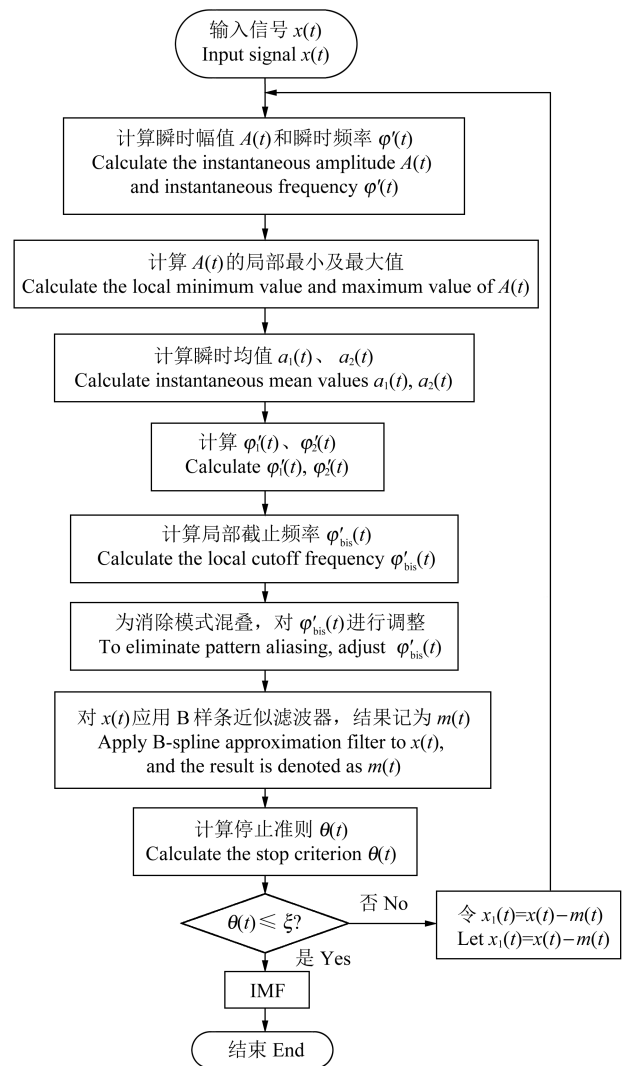 输入信号 x(t)
Input signal x(t)
计算瞬时幅值 A(t)和瞬时频率 φ′(t)
Calculate the instantaneous amplitude A(t)
and instantaneous frequency φ′(t)
计算 A(t)的局部最小及最大值
Calculate the local minimum value and maximum value of A(t)
计算瞬时均值 a₁(t)、 a₂(t)
Calculate instantaneous mean values a₁(t), a₂(t)
计算 φ₁′(t)、φ₂′(t)
Calculate φ₁′(t), φ₂′(t)
计算局部截止频率 φ′bis(t)
Calculate the local cutoff frequency φ′bis(t)
为消除模式混叠，对 φ′bis(t)进行调整
To eliminate pattern aliasing, adjust φ′bis(t)
对 x(t)应用 B 样条近似滤波器，结果记为 m(t)
Apply B-spline approximation filter to x(t),
and the result is denoted as m(t)
计算停止准则 θ(t)
Calculate the stop criterion θ(t)
θ(t)≤ ξ?
否 No
令 x₁(t)=x(t)−m(t)
Let x₁(t)=x(t)−m(t)
是 Yes
IMF
结束 End